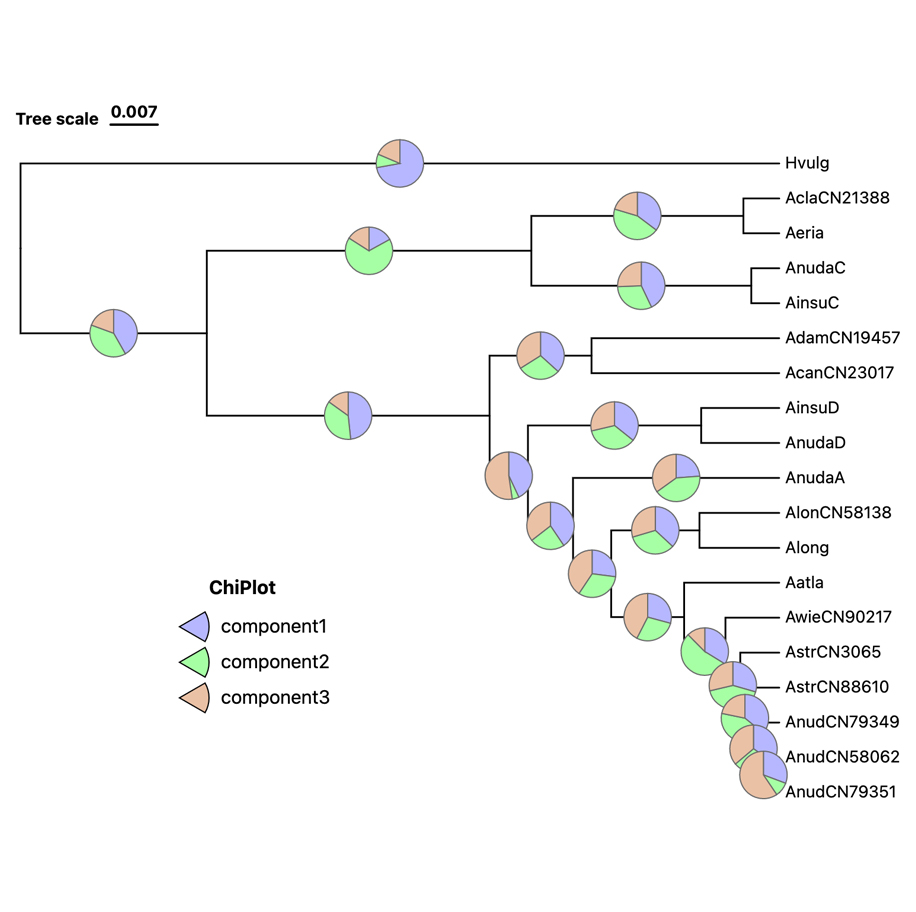 Tree scale 0.007
Hvulg
AclaCN21388
Aeria
AnudaC
AinsuC
AdamCN19457
AcanCN23017
AinsuD
AnudaD
AnudaA
AlonCN58138
Along
Aatla
AwieCN90217
AstrCN3065
AstrCN88610
AnudCN79349
AnudCN58062
AnudCN79351
ChiPlot
component1
component2
component3